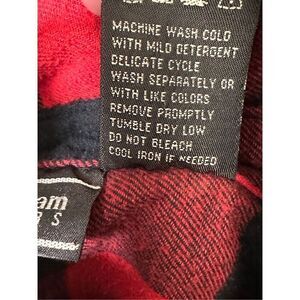 MACHINE WASH COLD
WITH MILD DETERGENT
DELICATE CYCLE
WASH SEPARATELY OR
WITH LIKE COLORS
REMOVE PROMPTLY
TUMBLE DRY LOW
DO NOT BLEACH
COOL IRON IF NEEDED
am
S